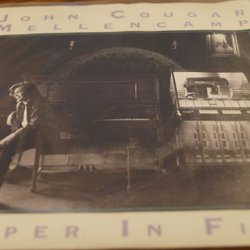 JOHN COUGAR
MELLENCAMP
PER IN FI